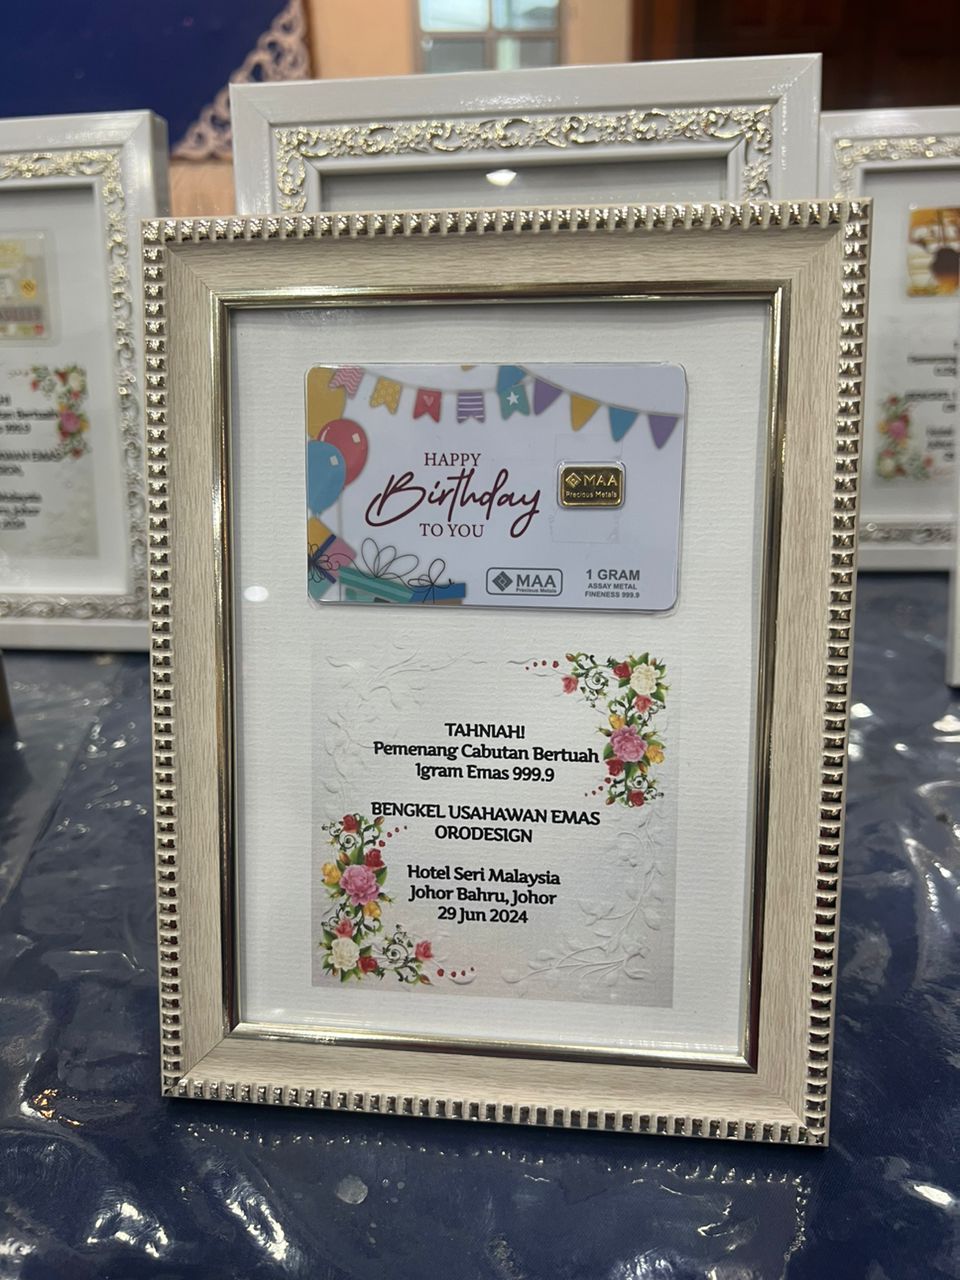 HAPPY
Birthday
TO YOU
MAA
Precious Metals
MAA
Precious Metals
1 GRAM
ASSAY METAL
FINENESS 999.9
TAHNIAH!
Pemenang Cabutan Bertuah
1gram Emas 999.9
BENGKEL USAHAWAN EMAS
ORODESIGN
Hotel Seri Malaysia
Johor Bahru, Johor
29 Jun 2024